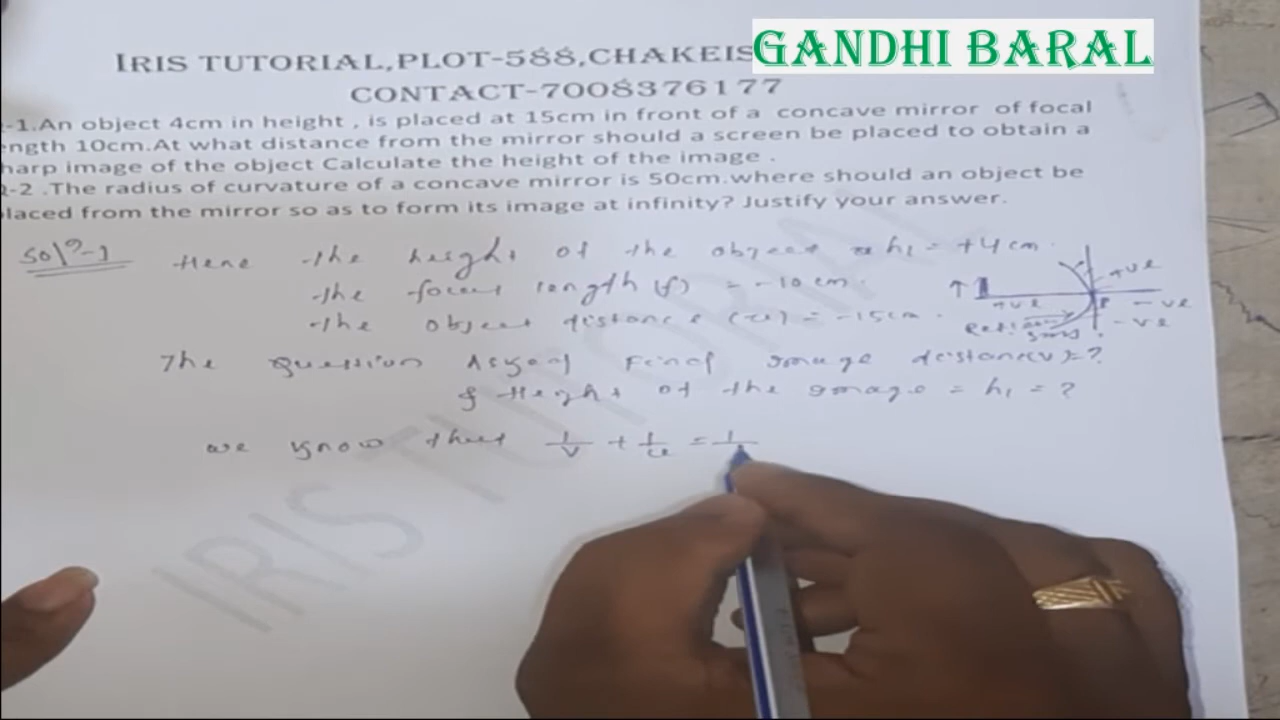 GANDHI BARAL
IRIS TUTORIAL,PLOT-588,CHAKEIS
CONTACT-7008376177
-1.An object 4cm in height , is placed at 15cm in front of a concave mirror of focal
ength 10cm.At what distance from the mirror should a screen be placed to obtain a
harp image of the object Calculate the height of the image .
-2 .The radius of curvature of a concave mirror is 50cm.where should an object be
placed from the mirror so as to form its image at infinity? Justify your answer.
Here the height of the object h₁ = +4cm.
the focus length (f) = -10cm.
the object distance (u) = -15cm.
+ve
+ve - ve
- ve
The question Asked Find image distance(v)=?
& Height of the image = h₁ = ?
we know that 1/v + 1/u = 1/
IRIS TUTORIAL